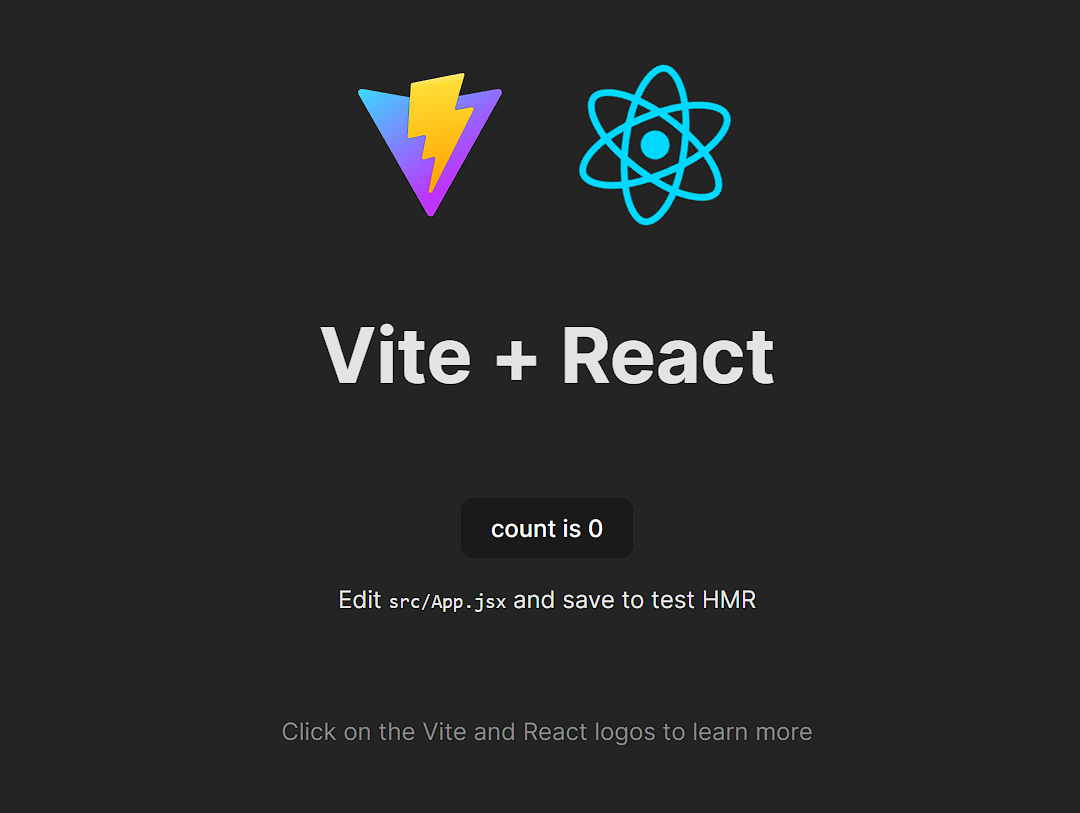 Vite + React
count is 0
Edit src/App.jsx and save to test HMR
Click on the Vite and React logos to learn more